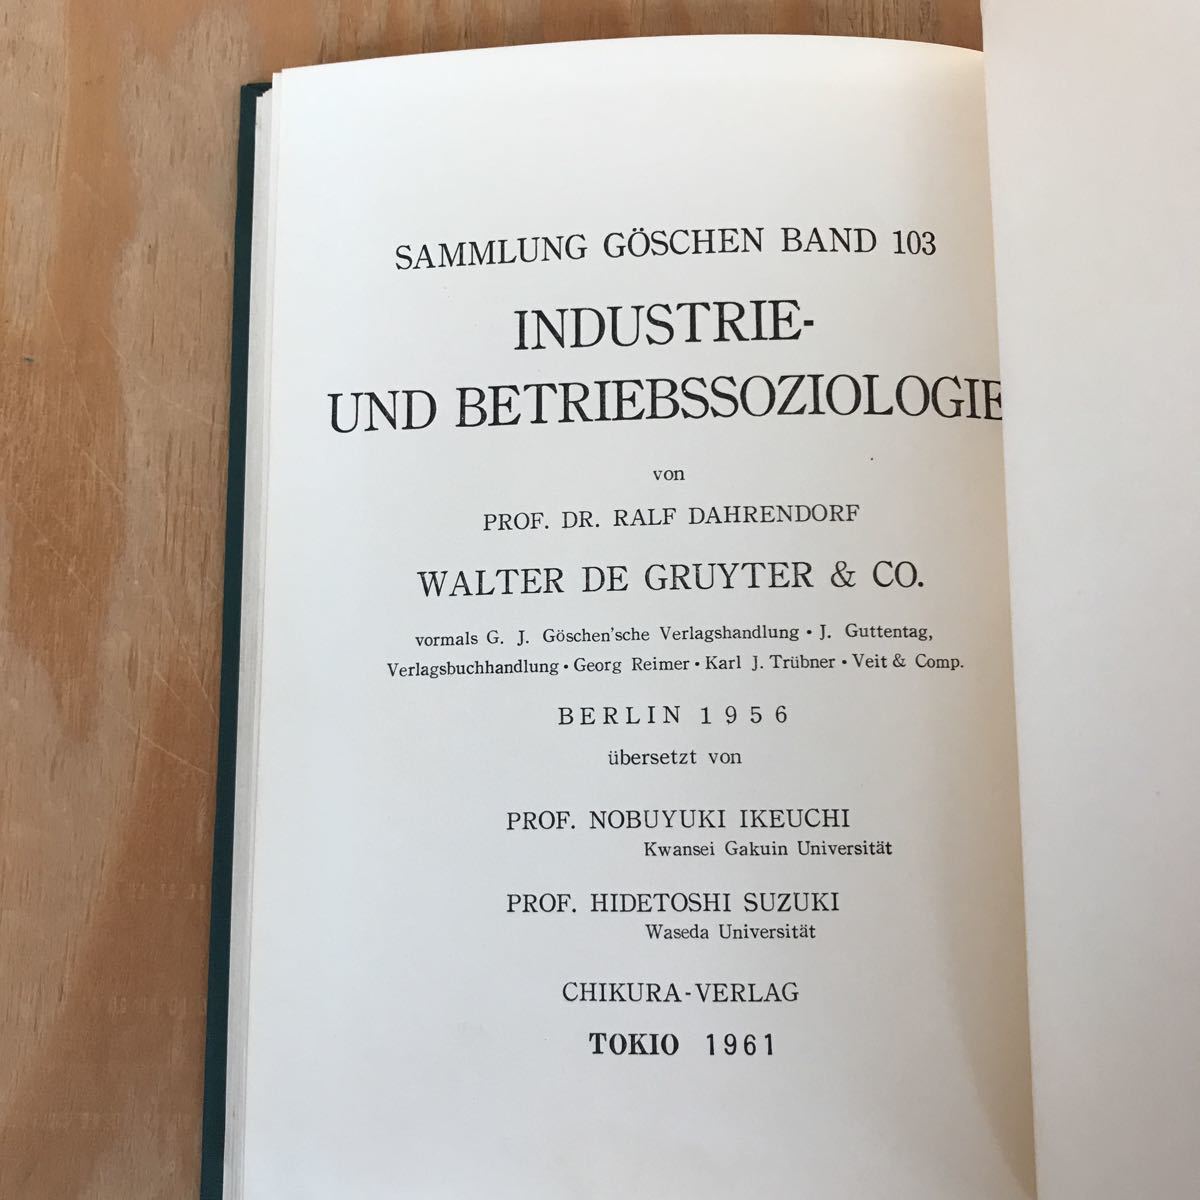 SAMMLUNG GÖSCHEN BAND 103
INDUSTRIE-
UND BETRIEBSSOZIOLOGIE
von
PROF. DR. RALF DAHRENDORF
WALTER DE GRUYTER & CO.
vormals G. J. Göschen'sche Verlagshandlung・J. Guttentag,
Verlagsbuchhandlung・Georg Reimer・Karl J. Trübner・Veit & Comp.
BERLIN 1956
übersetzt von
PROF. NOBUYUKI IKEUCHI
Kwansei Gakuin Universität
PROF. HIDETOSHI SUZUKI
Waseda Universität
CHIKURA-VERLAG
TOKIO 1961